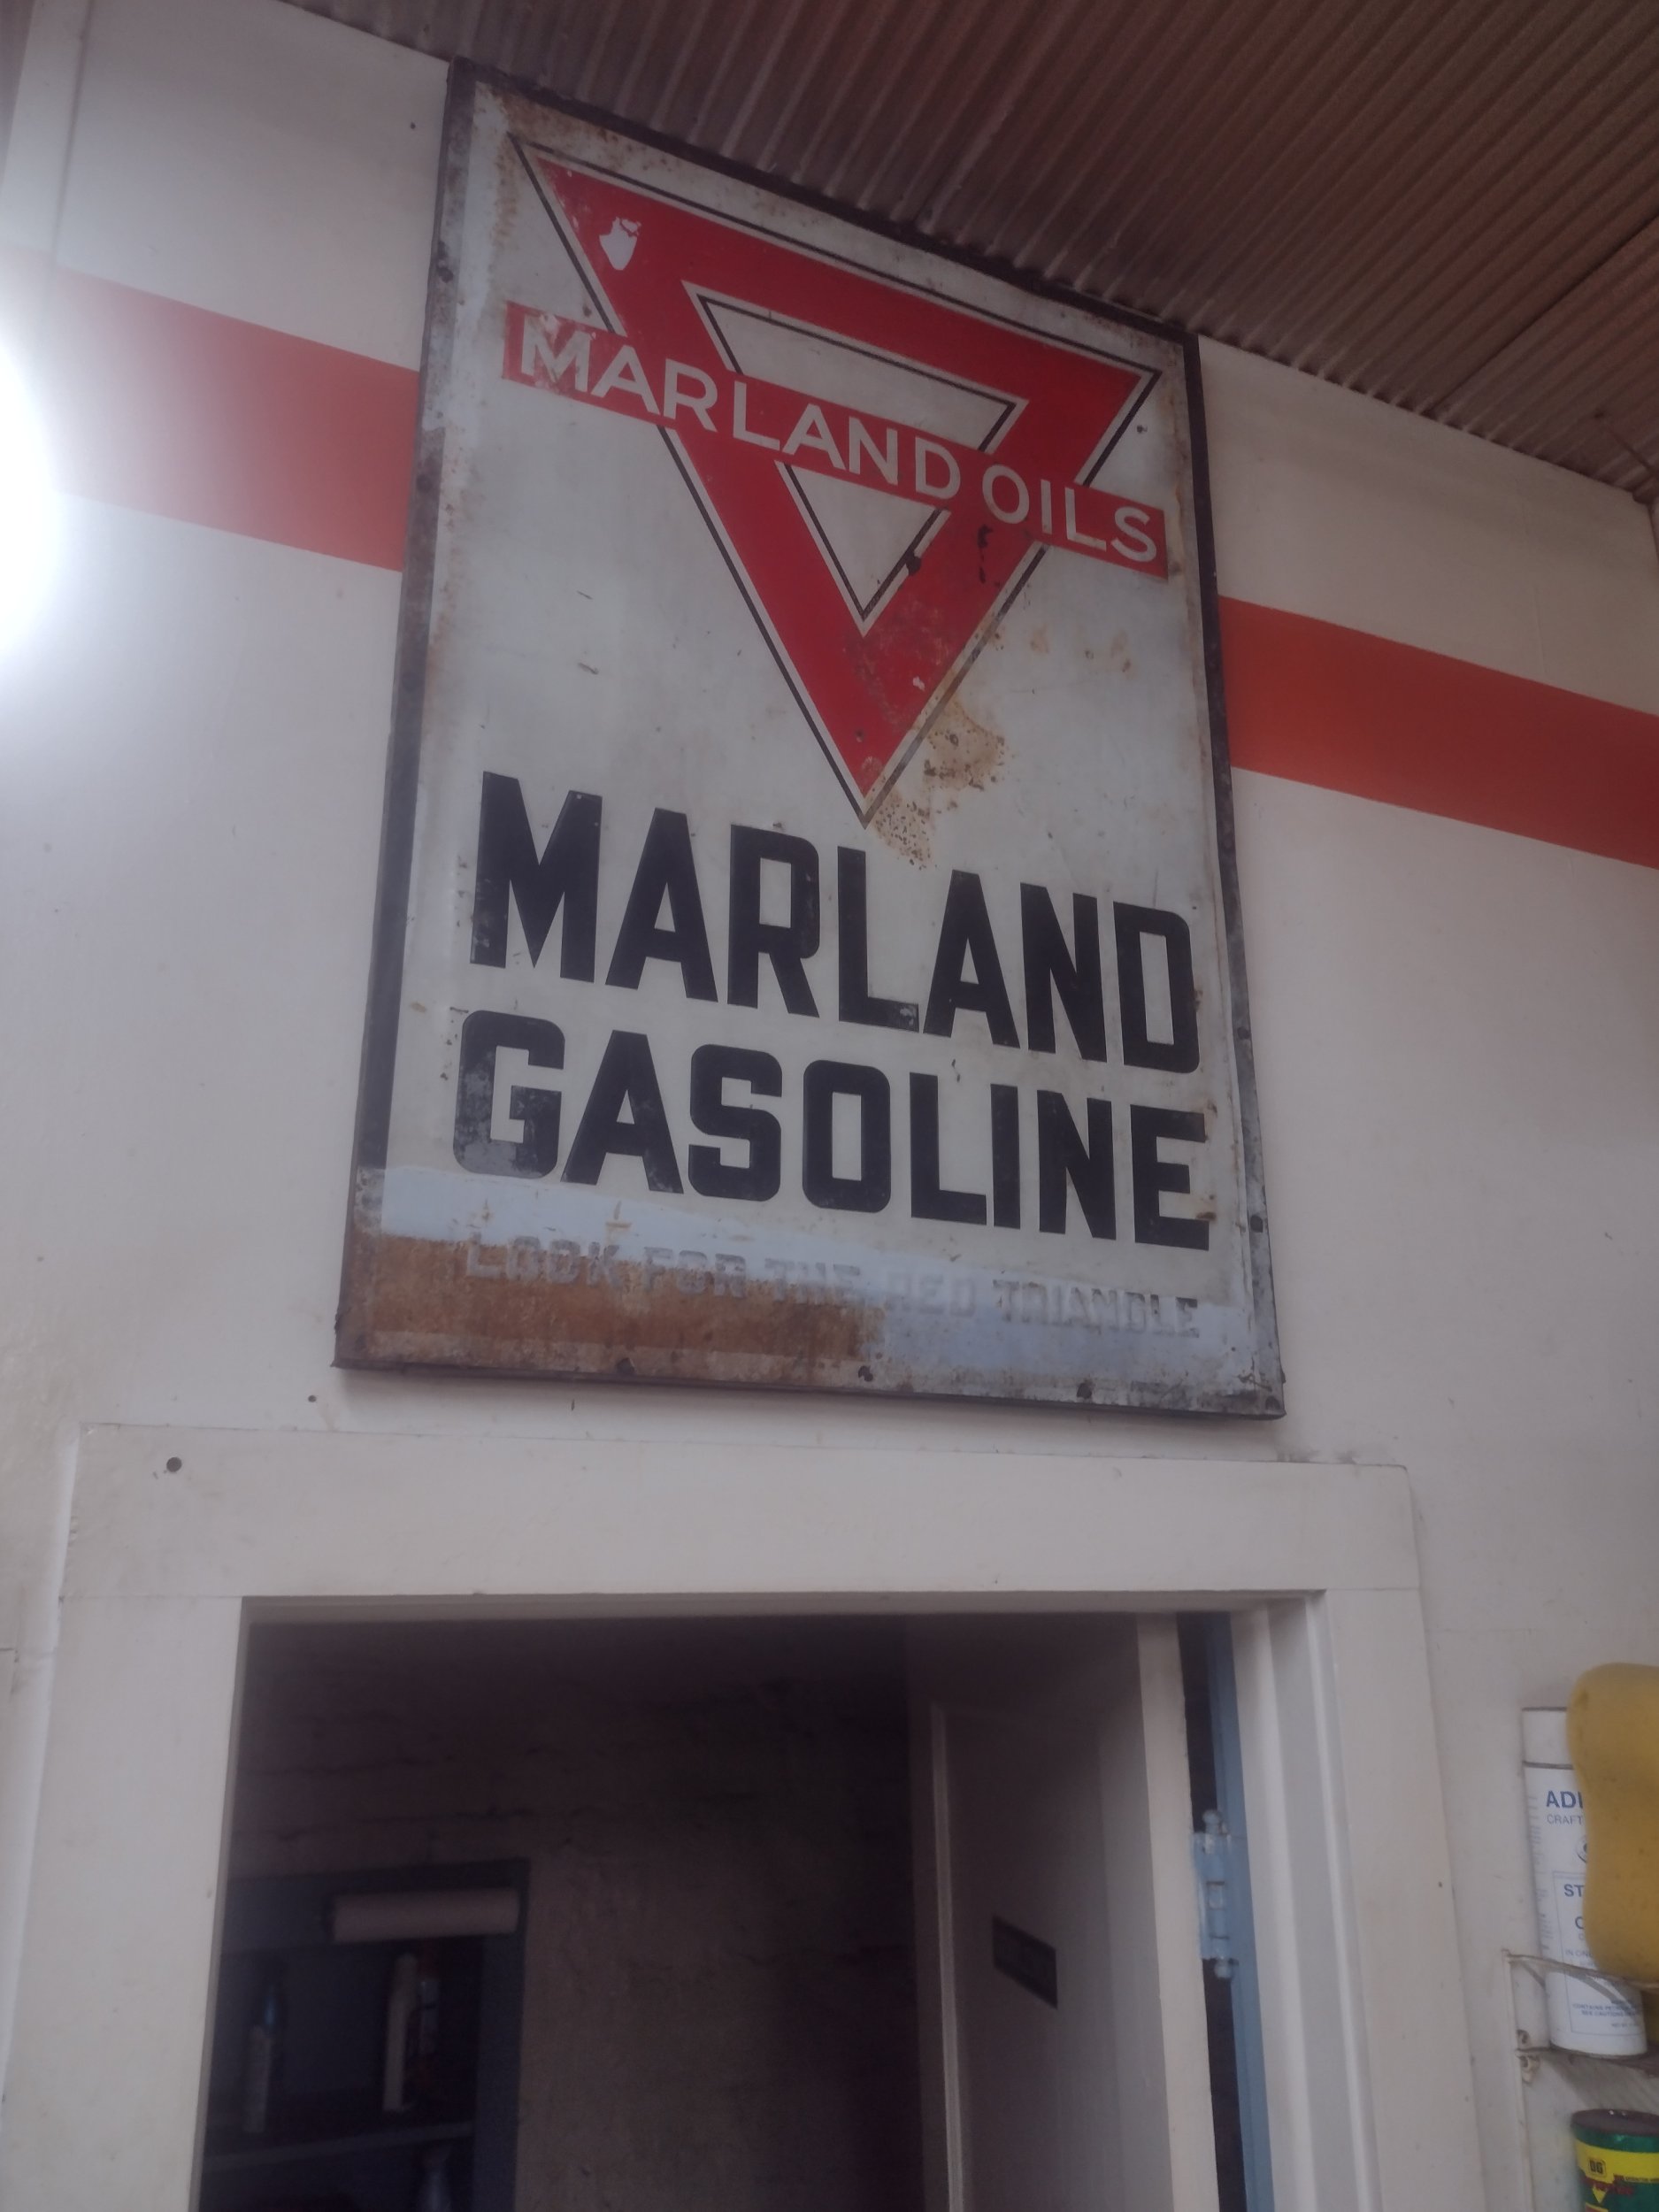 MARLAND OILS
MARLAND
GASOLINE
LOOK FOR THE RED TRIANGLE